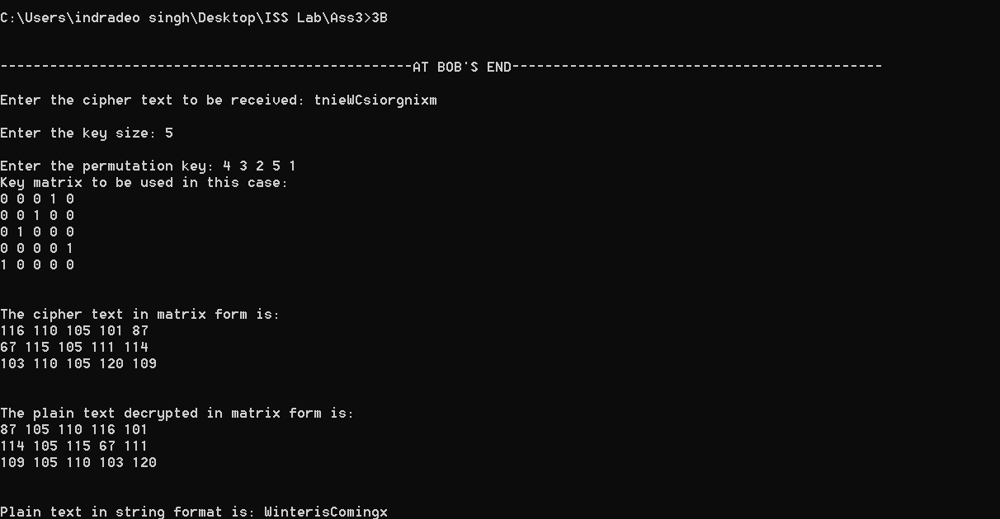 C:\Users\indradeo singh\Desktop\ISS Lab\Ass3>3B
--------------------------------------------------AT BOB'S END---------------------------------------------
Enter the cipher text to be received: tnieWCsiorgnixm
Enter the key size: 5
Enter the permutation key: 4 3 2 5 1
Key matrix to be used in this case:
0 0 0 1 0
0 0 1 0 0
0 1 0 0 0
0 0 0 0 1
1 0 0 0 0
The cipher text in matrix form is:
116 110 105 101 87
67 115 105 111 114
103 110 105 120 109
The plain text decrypted in matrix form is:
87 105 110 116 101
114 105 115 67 111
109 105 110 103 120
Plain text in string format is: WinterisComingx